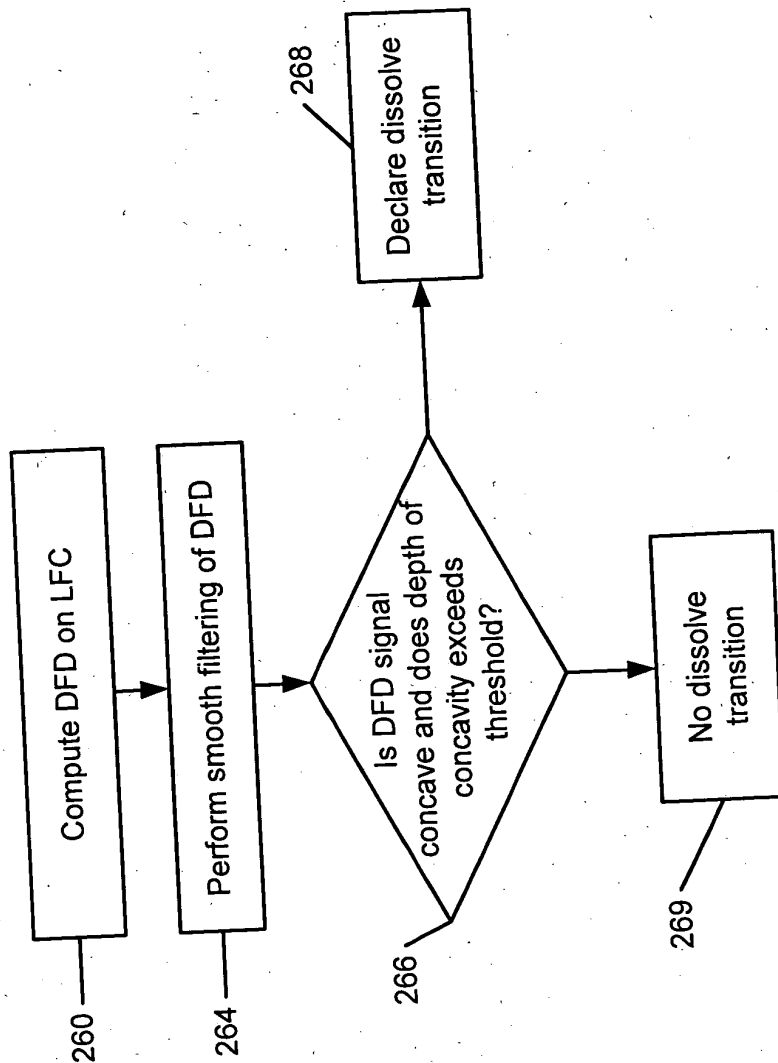 Compute DFD on LFC
260
Perform smooth filtering of DFD
264
Is DFD signal
concave and does depth of
concavity exceeds
threshold?
266
Declare dissolve
transition
268
No dissolve
transition
269